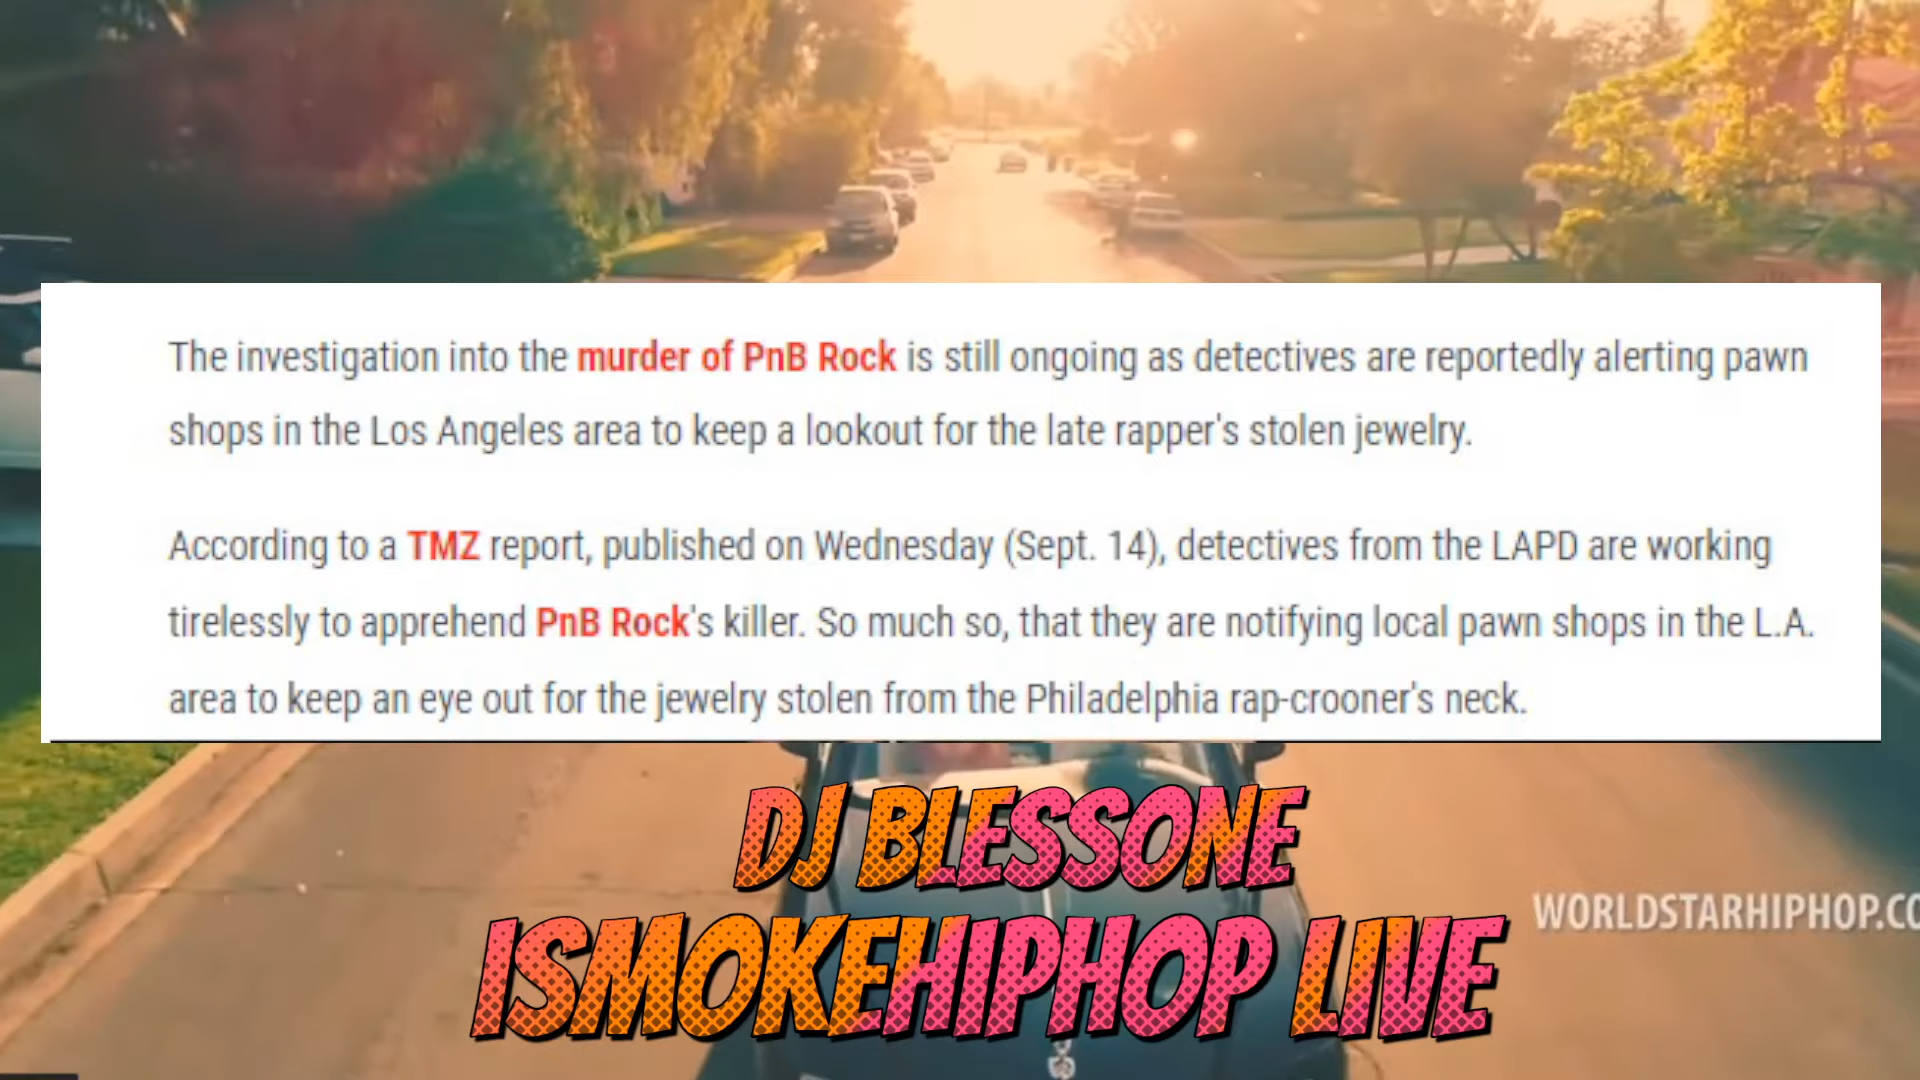 The investigation into the murder of PnB Rock is still ongoing as detectives are reportedly alerting pawn
shops in the Los Angeles area to keep a lookout for the late rapper's stolen jewelry.
According to a TMZ report, published on Wednesday (Sept. 14), detectives from the LAPD are working
tirelessly to apprehend PnB Rock's killer. So much so, that they are notifying local pawn shops in the L.A.
area to keep an eye out for the jewelry stolen from the Philadelphia rap-crooner's neck.
DJ BLESSONE
WORLDSTARHIPHOP.CO
ISMOKEHIPHOP LIVE